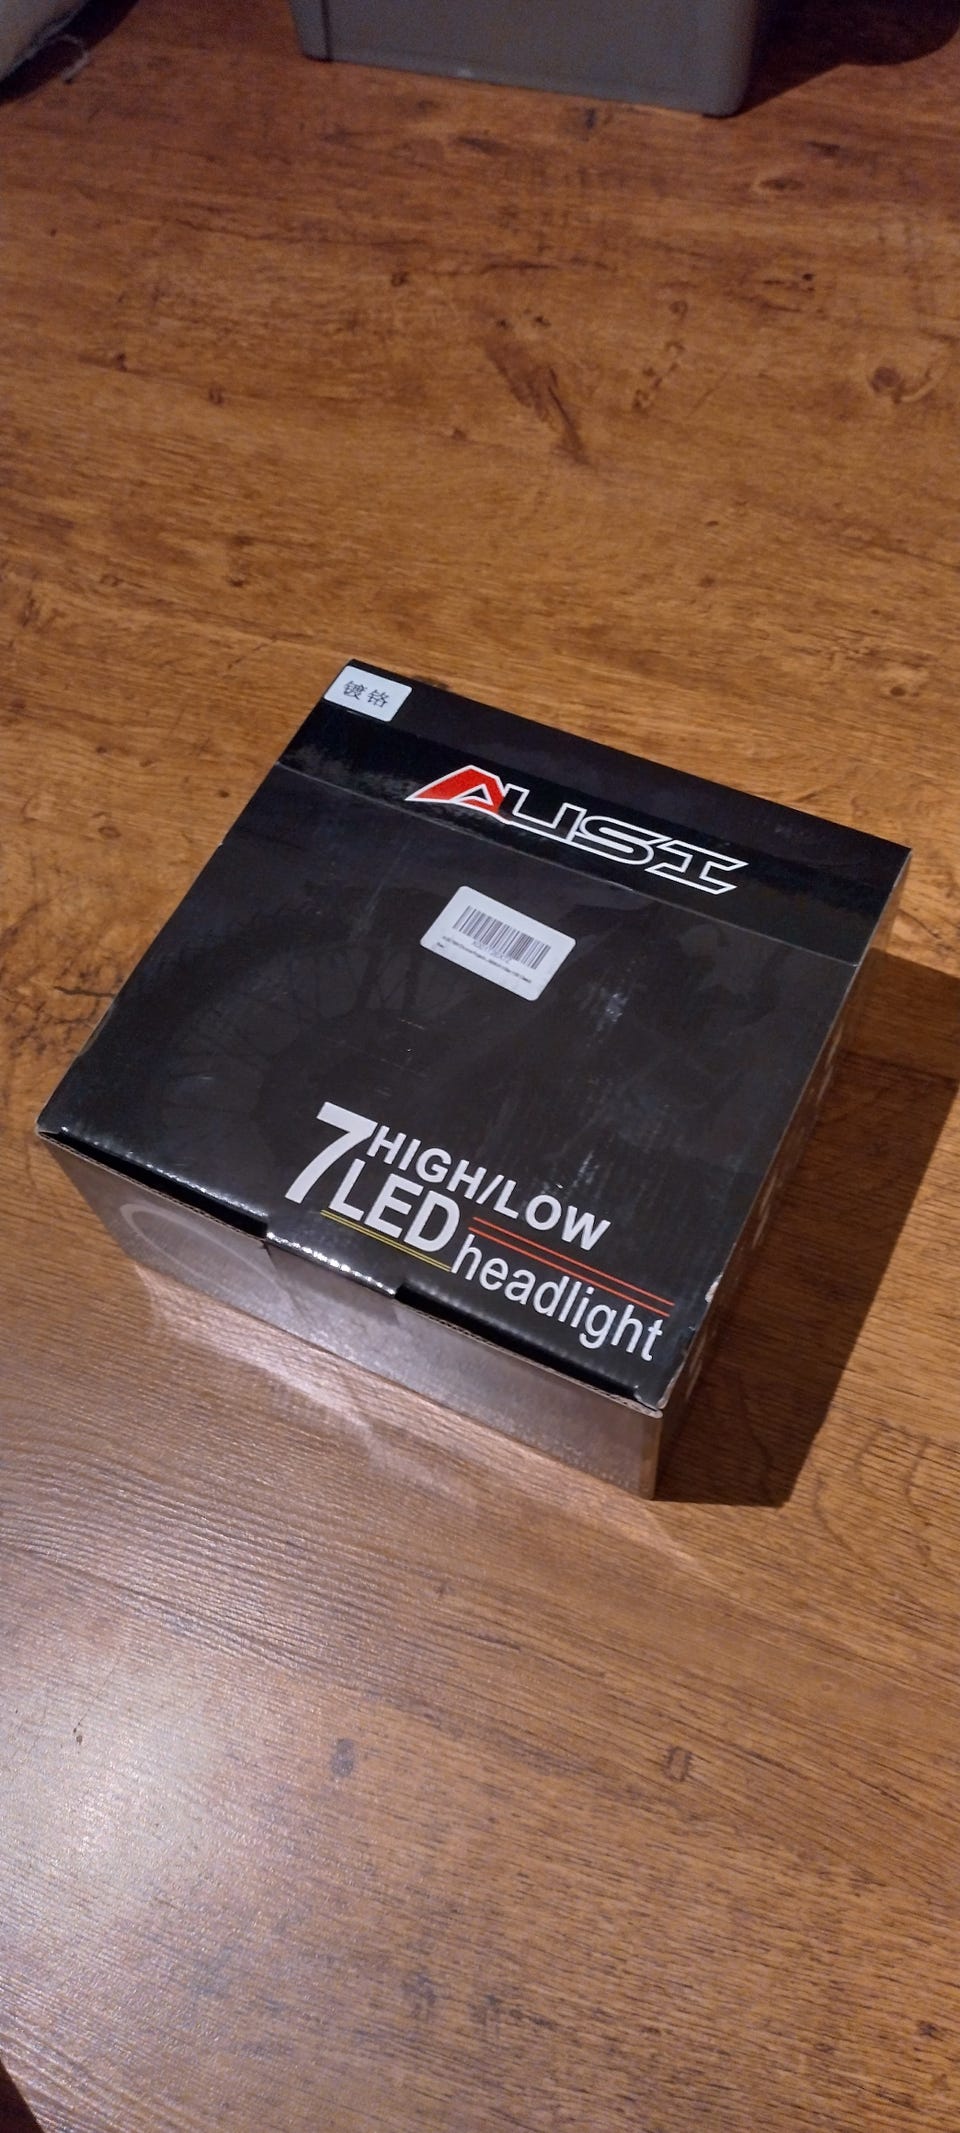 镀铬
AUSI
7
HIGH/LOW
LED
headlight